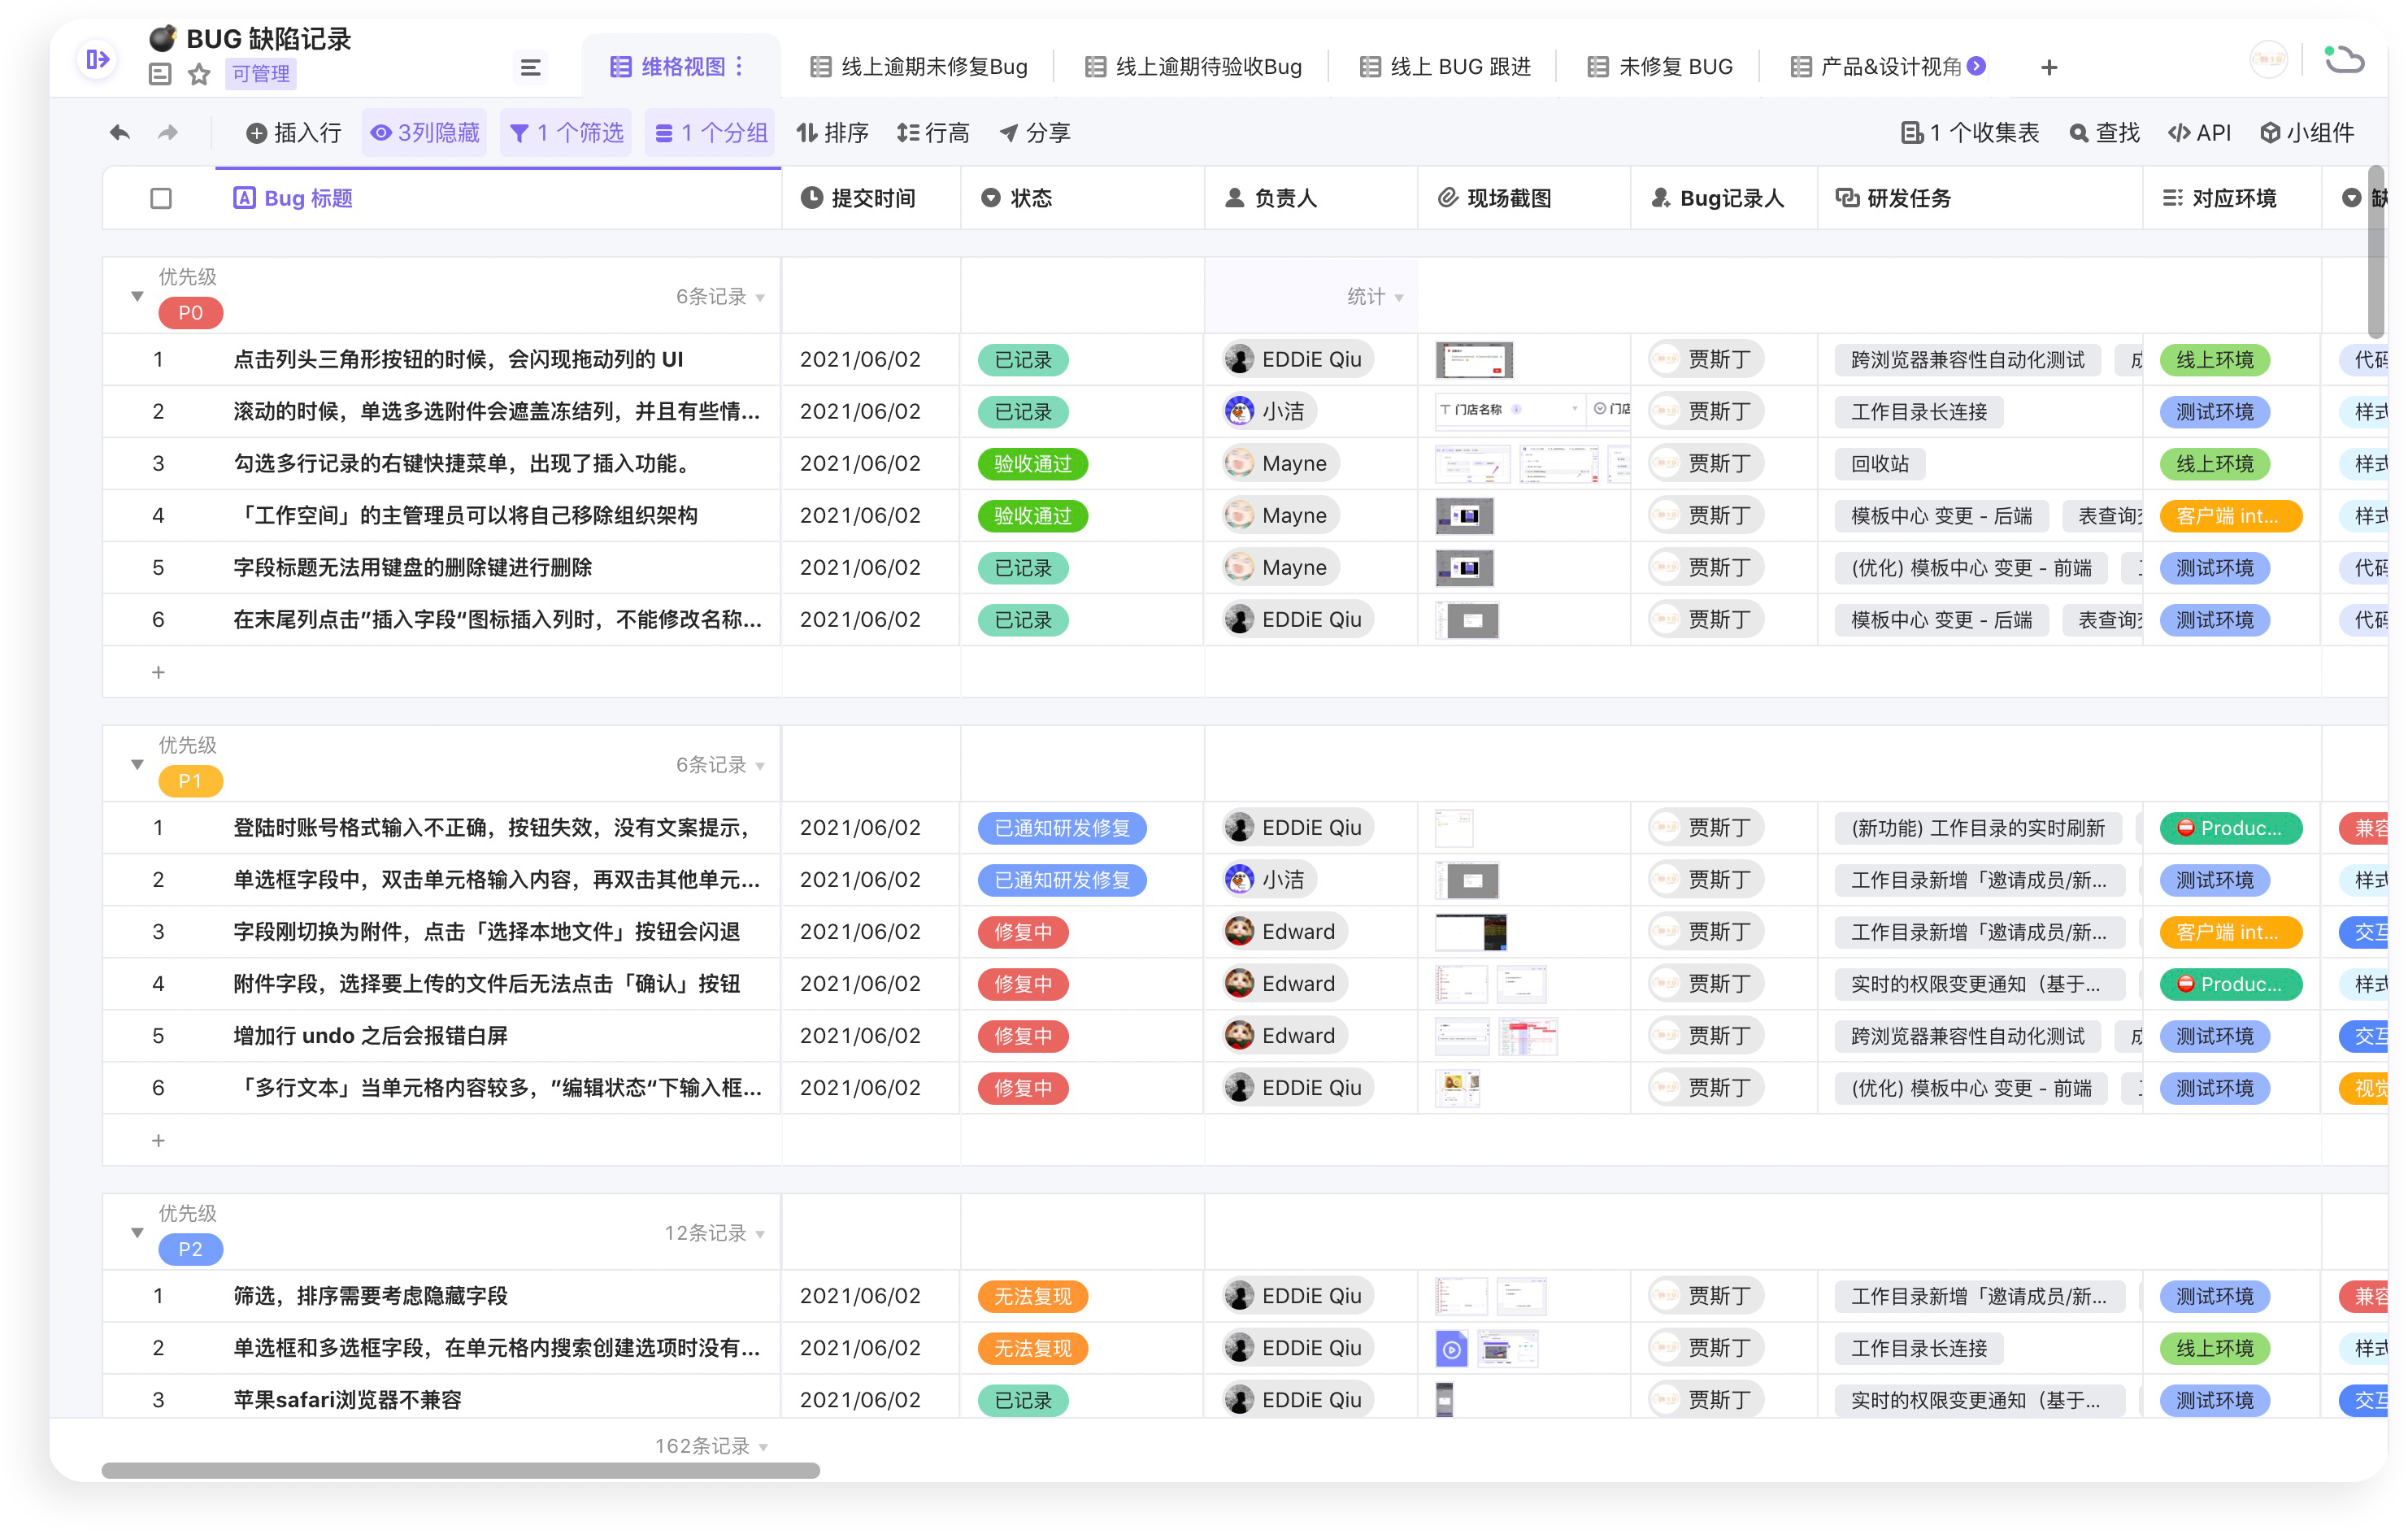 BUG 缺陷记录
可管理
维格视图
线上逾期未修复Bug
线上逾期待验收Bug
线上 BUG 跟进
未修复 BUG
产品&设计视角
插入行
3列隐藏
1 个筛选
1 个分组
排序
行高
分享
1 个收集表
查找
API
小组件
Bug 标题 提交时间 状态 负责人 现场截图 Bug记录人 研发任务 对应环境 缺
优先级
P0 6条记录 统计
1 点击列头三角形按钮的时候，会闪现拖动列的 UI 2021/06/02 已记录 EDDiE Qiu 贾斯丁 跨浏览器兼容性自动化测试 成 线上环境 代码
2 滚动的时候，单选多选附件会遮盖冻结列，并且有些情... 2021/06/02 已记录 小洁 门店名称 门店 贾斯丁 工作目录长连接 测试环境 样式
3 勾选多行记录的右键快捷菜单，出现了插入功能。 2021/06/02 验收通过 Mayne 贾斯丁 回收站 线上环境 样式
4 「工作空间」的主管理员可以将自己移除组织架构 2021/06/02 验收通过 Mayne 贾斯丁 模板中心 变更 - 后端 表查询 客户端 int... 样式
5 字段标题无法用键盘的删除键进行删除 2021/06/02 已记录 Mayne 贾斯丁 (优化) 模板中心 变更 - 前端 测试环境 代码
6 在末尾列点击”插入字段“图标插入列时，不能修改名称... 2021/06/02 已记录 EDDiE Qiu 贾斯丁 模板中心 变更 - 后端 表查询 测试环境 代码
+
优先级
P1 6条记录
1 登陆时账号格式输入不正确，按钮失效，没有文案提示， 2021/06/02 已通知研发修复 EDDiE Qiu 贾斯丁 (新功能) 工作目录的实时刷新 Produc... 兼容
2 单选框字段中，双击单元格输入内容，再双击其他单元... 2021/06/02 已通知研发修复 小洁 贾斯丁 工作目录新增「邀请成员/新... 测试环境 样式
3 字段刚切换为附件，点击「选择本地文件」按钮会闪退 2021/06/02 修复中 Edward 贾斯丁 工作目录新增「邀请成员/新... 客户端 int... 交互
4 附件字段，选择要上传的文件后无法点击「确认」按钮 2021/06/02 修复中 Edward 贾斯丁 实时的权限变更通知（基于... Produc... 样式
5 增加行 undo 之后会报错白屏 2021/06/02 修复中 Edward 贾斯丁 跨浏览器兼容性自动化测试 成 测试环境 交互
6 「多行文本」当单元格内容较多，”编辑状态“下输入框... 2021/06/02 修复中 EDDiE Qiu 贾斯丁 (优化) 模板中心 变更 - 前端 测试环境 视觉
+
优先级
P2 12条记录
1 筛选，排序需要考虑隐藏字段 2021/06/02 无法复现 EDDiE Qiu 贾斯丁 工作目录新增「邀请成员/新... 测试环境 兼容
2 单选框和多选框字段，在单元格内搜索创建选项时没有... 2021/06/02 无法复现 EDDiE Qiu 贾斯丁 工作目录长连接 线上环境 样式
3 苹果safari浏览器不兼容 2021/06/02 已记录 EDDiE Qiu 贾斯丁 实时的权限变更通知（基于... 测试环境 交互
162条记录